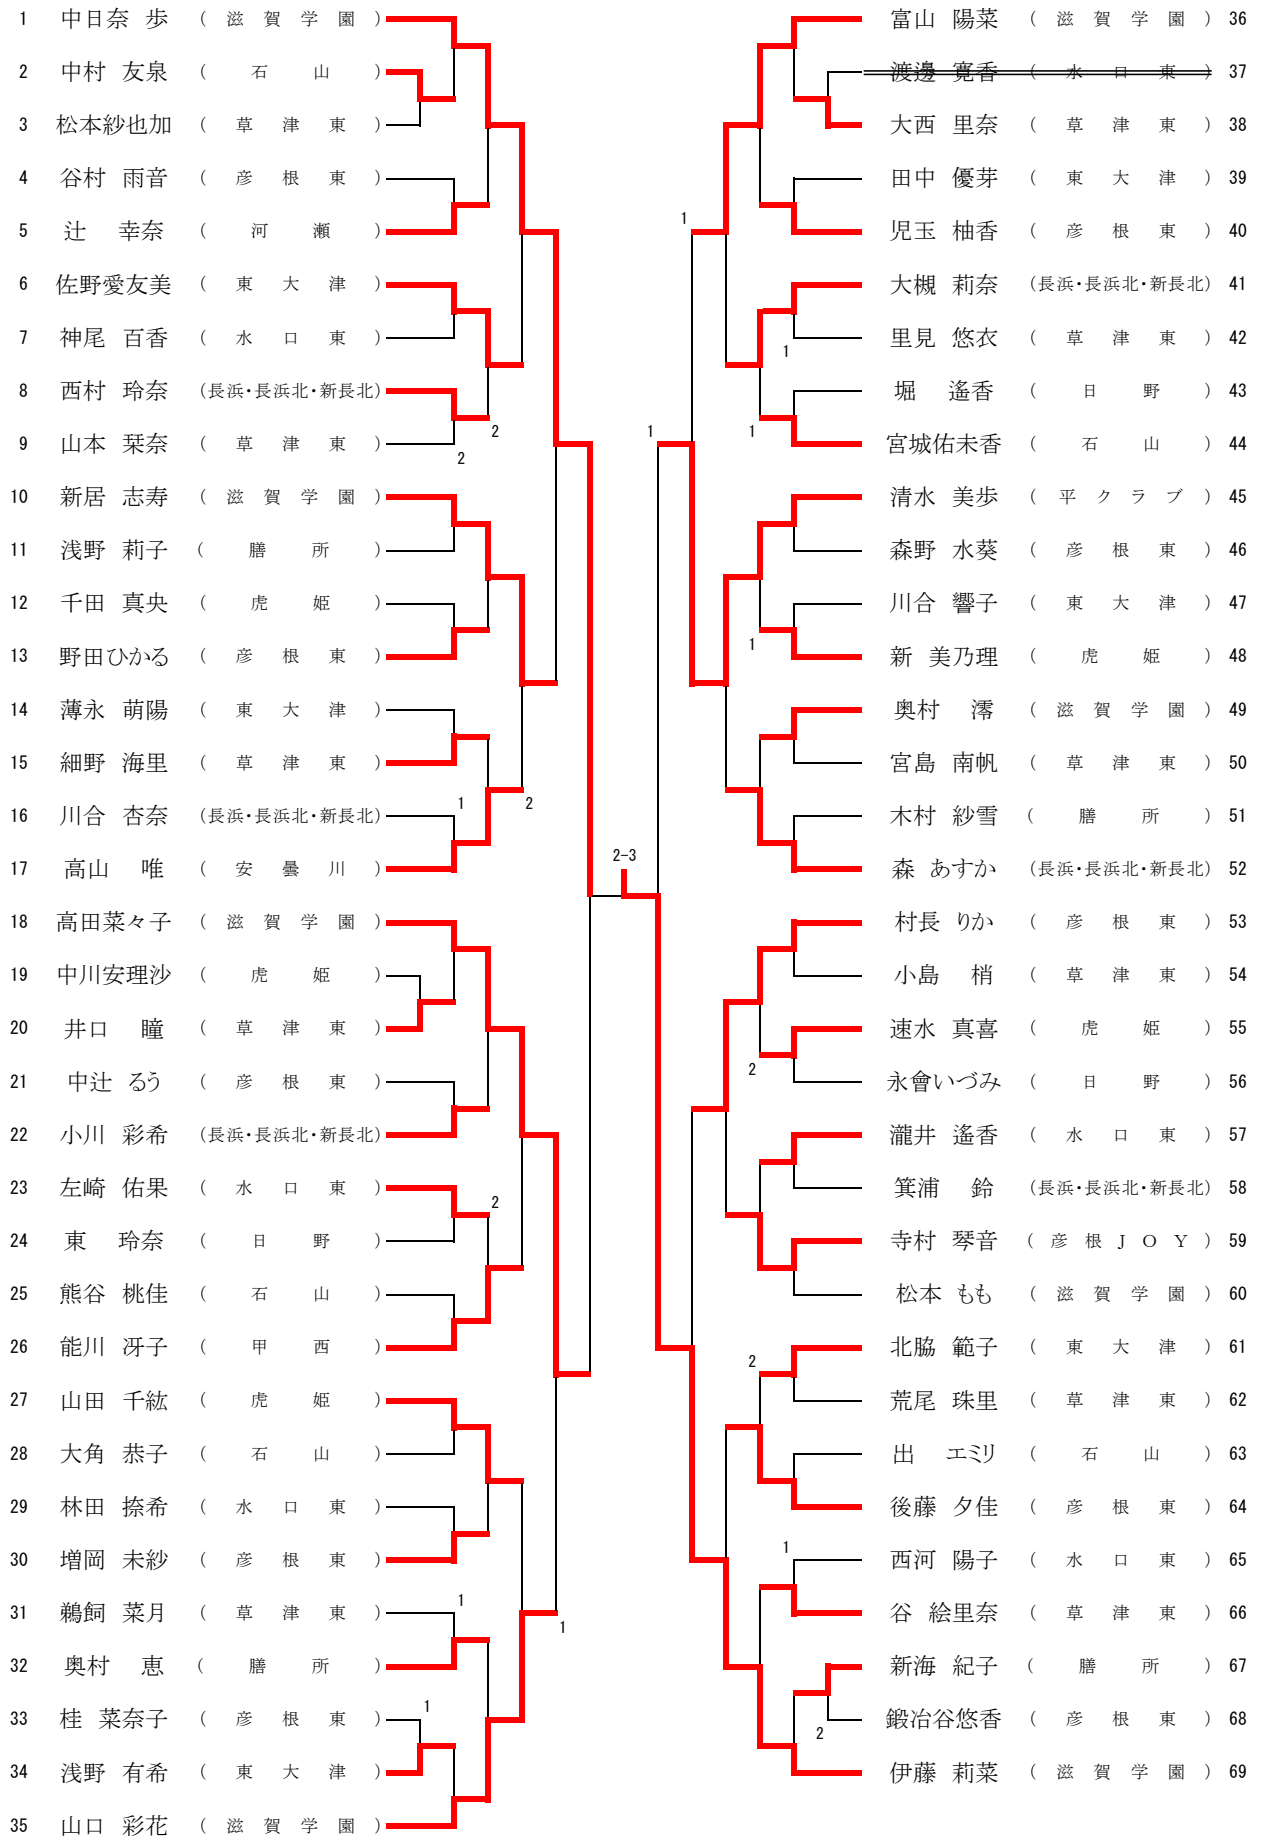 1 中日奈 歩 ( 滋 賀 学 園 )
2 中村 友泉 ( 石 山 )
3 松本紗也加 ( 草 津 東 )
4 谷村 雨音 ( 彦 根 東 )
5 辻 幸奈 ( 河 瀬 )
6 佐野愛友美 ( 東 大 津 )
7 神尾 百香 ( 水 口 東 )
8 西村 玲奈 (長浜・長浜北・新長北)
2
9 山本 栞奈 ( 草 津 東 )
2
10 新居 志寿 ( 滋 賀 学 園 )
11 浅野 莉子 ( 膳 所 )
12 千田 真央 ( 虎 姫 )
13 野田ひかる ( 彦 根 東 )
14 薄永 萌陽 ( 東 大 津 )
15 細野 海里 ( 草 津 東 )
1 2
16 川合 杏奈 (長浜・長浜北・新長北)
17 高山 唯 ( 安 曇 川 )
2-3
18 高田菜々子 ( 滋 賀 学 園 )
19 中川安理沙 ( 虎 姫 )
20 井口 瞳 ( 草 津 東 )
21 中辻 るう ( 彦 根 東 )
22 小川 彩希 (長浜・長浜北・新長北)
23 左崎 佑果 ( 水 口 東 )
2
24 東 玲奈 ( 日 野 )
25 熊谷 桃佳 ( 石 山 )
26 能川 冴子 ( 甲 西 )
27 山田 千紘 ( 虎 姫 )
28 大角 恭子 ( 石 山 )
29 林田 捺希 ( 水 口 東 )
30 増岡 未紗 ( 彦 根 東 )
1
31 鵜飼 菜月 ( 草 津 東 )
1
32 奥村 恵 ( 膳 所 )
1
33 桂 菜奈子 ( 彦 根 東 )
34 浅野 有希 ( 東 大 津 )
35 山口 彩花 ( 滋 賀 学 園 )
富山 陽菜 ( 滋 賀 学 園 ) 36
渡邊 寛香 ( 水 口 東 ) 37
大西 里奈 ( 草 津 東 ) 38
田中 優芽 ( 東 大 津 ) 39
1
児玉 柚香 ( 彦 根 東 ) 40
大槻 莉奈 (長浜・長浜北・新長北) 41
里見 悠衣 ( 草 津 東 ) 42
1
堀 遙香 ( 日 野 ) 43
1 1
宮城佑未香 ( 石 山 ) 44
清水 美歩 ( 平 ク ラ ブ ) 45
森野 水葵 ( 彦 根 東 ) 46
川合 響子 ( 東 大 津 ) 47
1
新 美乃理 ( 虎 姫 ) 48
奥村 澪 ( 滋 賀 学 園 ) 49
宮島 南帆 ( 草 津 東 ) 50
木村 紗雪 ( 膳 所 ) 51
森 あすか (長浜・長浜北・新長北) 52
村長 りか ( 彦 根 東 ) 53
小島 梢 ( 草 津 東 ) 54
速水 真喜 ( 虎 姫 ) 55
2
永會いづみ ( 日 野 ) 56
瀧井 遙香 ( 水 口 東 ) 57
箕浦 鈴 (長浜・長浜北・新長北) 58
寺村 琴音 ( 彦 根 J O Y ) 59
松本 もも ( 滋 賀 学 園 ) 60
北脇 範子 ( 東 大 津 ) 61
2
荒尾 珠里 ( 草 津 東 ) 62
出 エミリ ( 石 山 ) 63
後藤 夕佳 ( 彦 根 東 ) 64
1
西河 陽子 ( 水 口 東 ) 65
谷 絵里奈 ( 草 津 東 ) 66
新海 紀子 ( 膳 所 ) 67
鍛冶谷悠香 ( 彦 根 東 ) 68
2
伊藤 莉菜 ( 滋 賀 学 園 ) 69